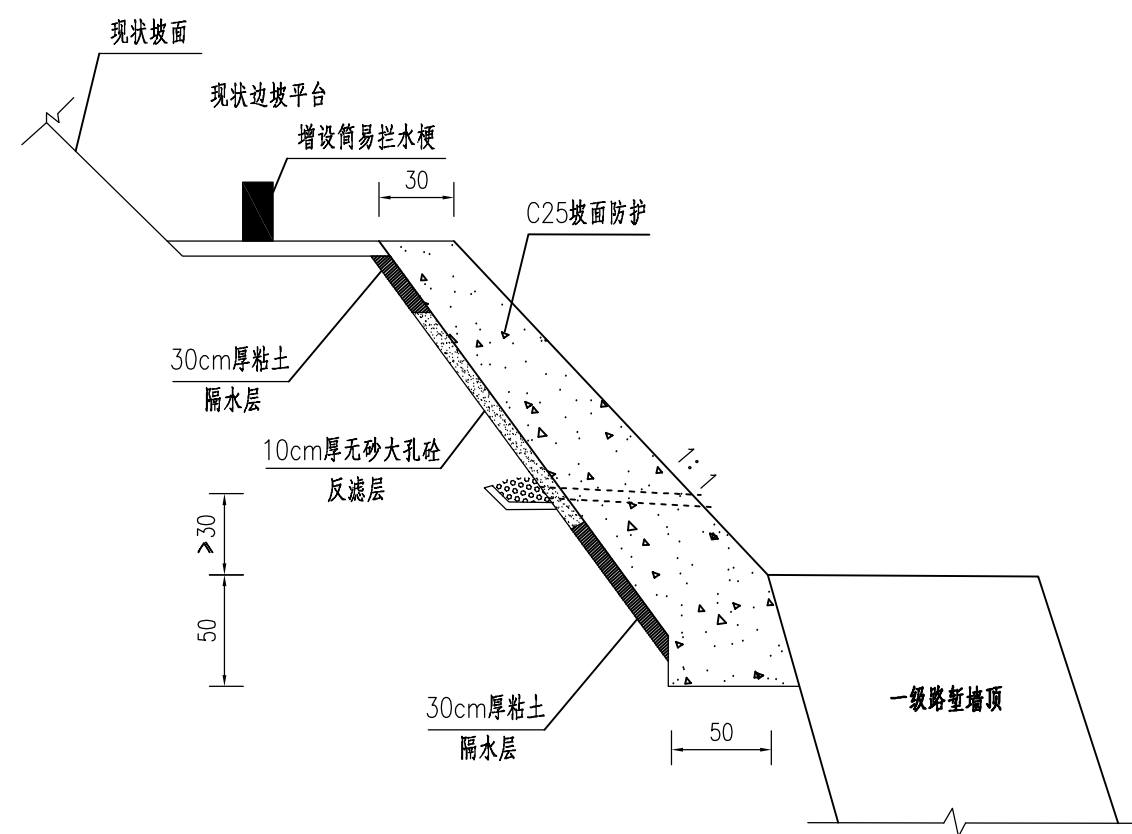 现状坡面
现状边坡平台
增设简易拦水梗
30
C25坡面防护
30cm厚粘土
隔水层
10cm厚无砂大孔砼
反滤层
1:1
≥30
50
30cm厚粘土
隔水层
50
一级路堑墙顶